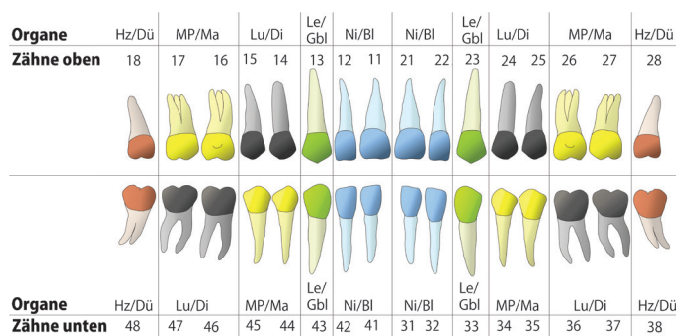 Organe Hz/Dü MP/Ma Lu/Di Le/ Gbl Ni/Bl Ni/Bl Le/ Gbl Lu/Di MP/Ma Hz/Dü
Zähne oben 18 17 16 15 14 13 12 11 21 22 23 24 25 26 27 28
Organe Hz/Dü Lu/Di MP/Ma Le/ Gbl Ni/Bl Ni/Bl Le/ Gbl MP/Ma Lu/Di Hz/Dü
Zähne unten 48 47 46 45 44 43 42 41 31 32 33 34 35 36 37 38